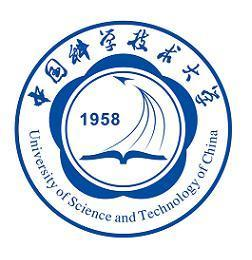 中国科学技术大学
1958
University of Science and Technology of China